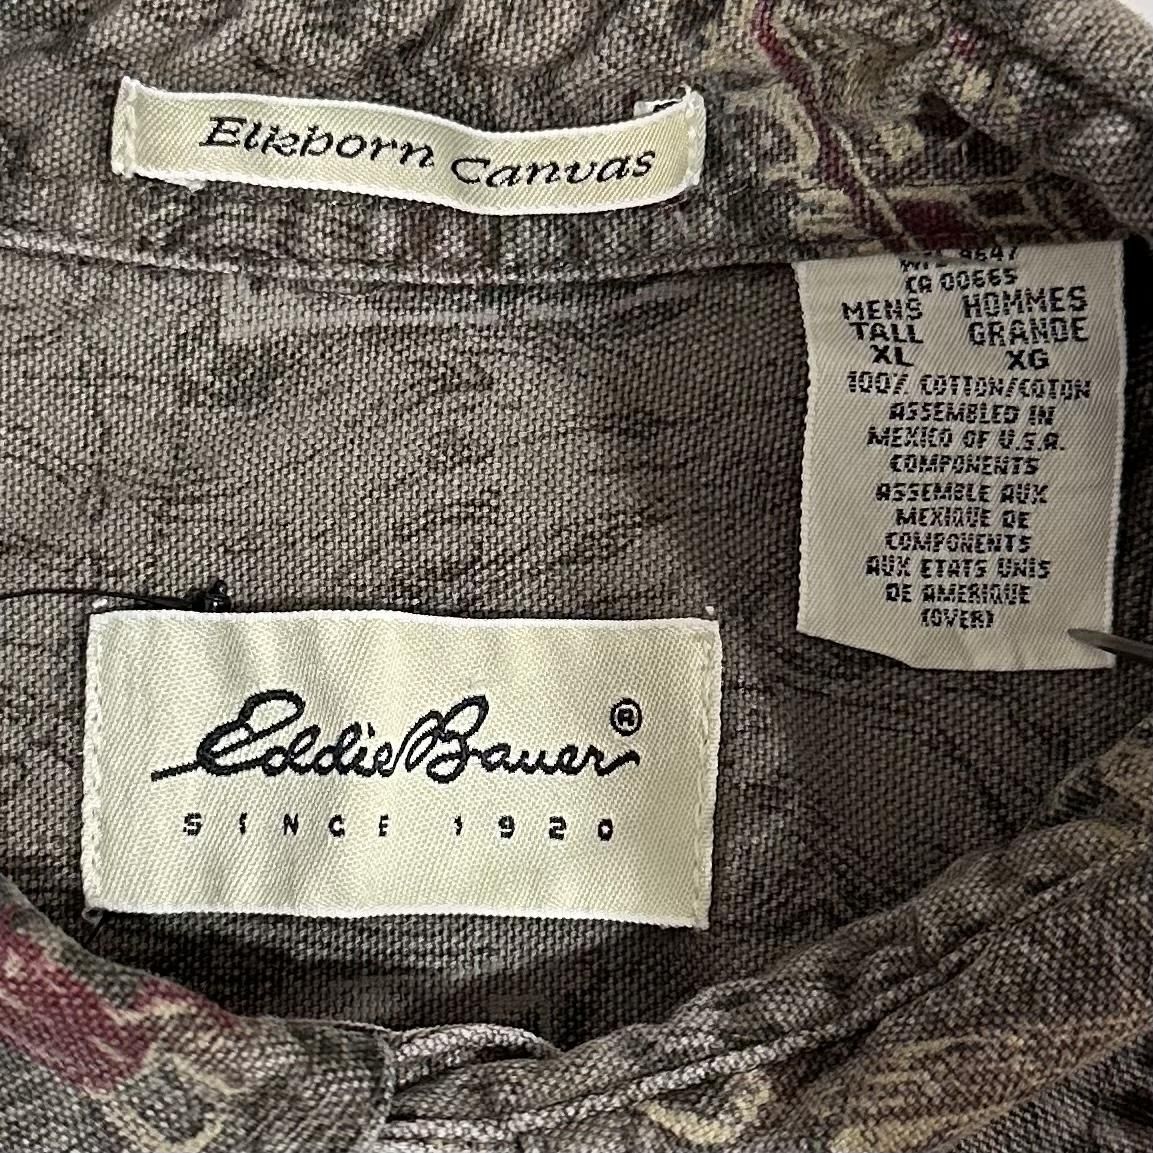 Elkhorn Canvas
CA 00665
MENS HOMMES
TALL GRANDE
XL XG
100% COTTON/COTON
ASSEMBLED IN
MEXICO OF U.S.A.
COMPONENTS
ASSEMBLE AUX
MEXIQUE DE
COMPONENTS
AUX ETATS UNIS
DE AMERIQUE
(OVER)
Eddie Bauer ®
SINCE 1920